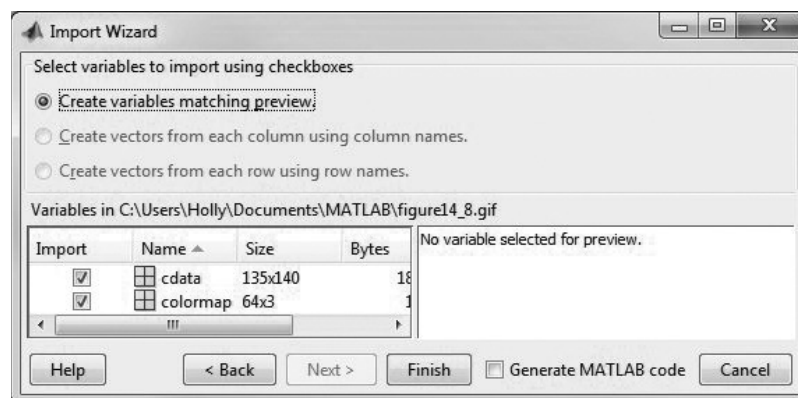 Import Wizard
Select variables to import using checkboxes
Create variables matching preview.
Create vectors from each column using column names.
Create vectors from each row using row names.
Variables in C:\Users\Holly\Documents\MATLAB\figure14_8.gif
Import Name Size Bytes
cdata 135x140 18
colormap 64x3 1
No variable selected for preview.
Help < Back Next > Finish Generate MATLAB code Cancel